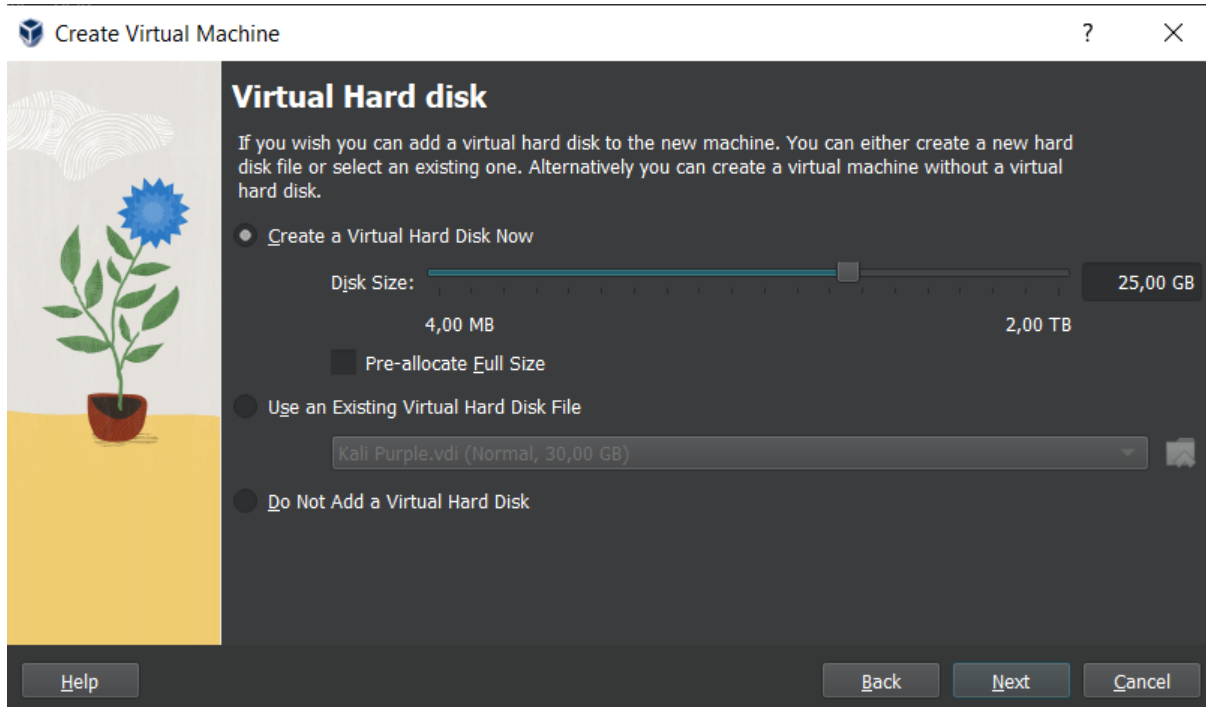 Create Virtual Machine
?
Virtual Hard disk
If you wish you can add a virtual hard disk to the new machine. You can either create a new hard
disk file or select an existing one. Alternatively you can create a virtual machine without a virtual
hard disk.
Create a Virtual Hard Disk Now
Disk Size:
25,00 GB
4,00 MB
2,00 TB
Pre-allocate Full Size
Use an Existing Virtual Hard Disk File
Kali Purple.vdi (Normal, 30,00 GB)
Do Not Add a Virtual Hard Disk
Help
Back
Next
Cancel